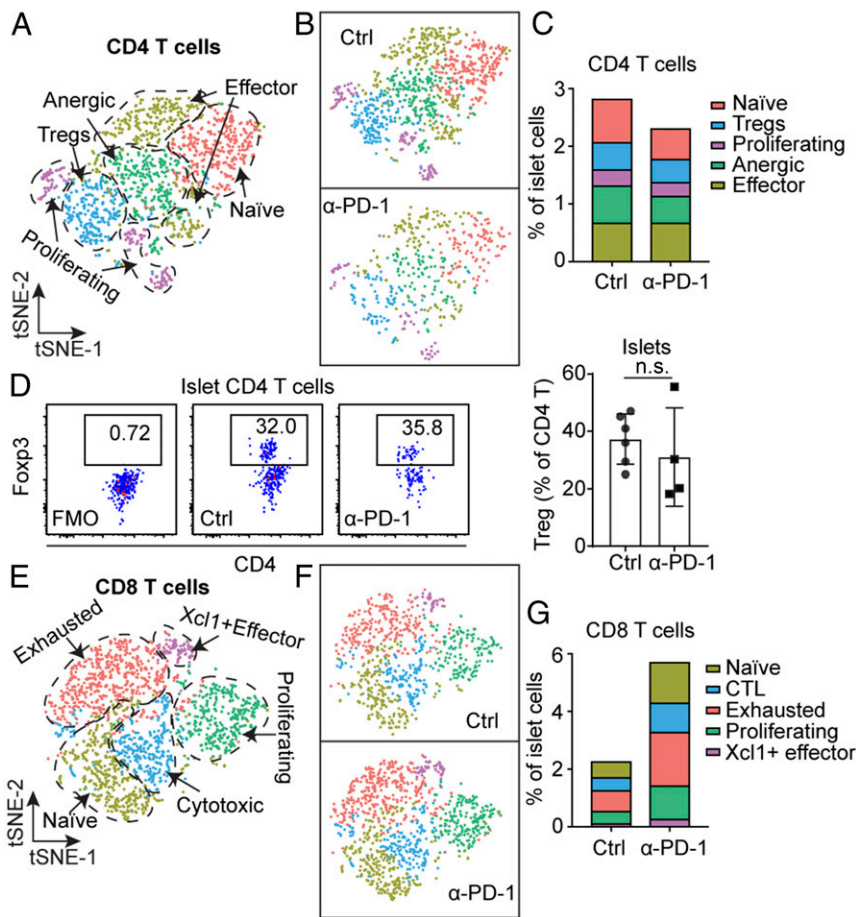 A
CD4 T cells
Anergic
Effector
Tregs
Naïve
Proliferating
tSNE-2
tSNE-1
B
Ctrl
α-PD-1
C
CD4 T cells
% of islet cells
3
2
1
0
Ctrl
α-PD-1
Naïve
Tregs
Proliferating
Anergic
Effector
D
Islet CD4 T cells
Foxp3
0.72
FMO
32.0
Ctrl
35.8
α-PD-1
CD4
Islets
n.s.
Treg (% of CD4 T)
60
40
20
0
Ctrl
α-PD-1
E
CD8 T cells
Exhausted
Xcl1+Effector
Proliferating
Naïve
Cytotoxic
tSNE-2
tSNE-1
F
Ctrl
α-PD-1
G
CD8 T cells
% of islet cells
6
4
2
0
Ctrl
α-PD-1
Naïve
CTL
Exhausted
Proliferating
Xcl1+ effector